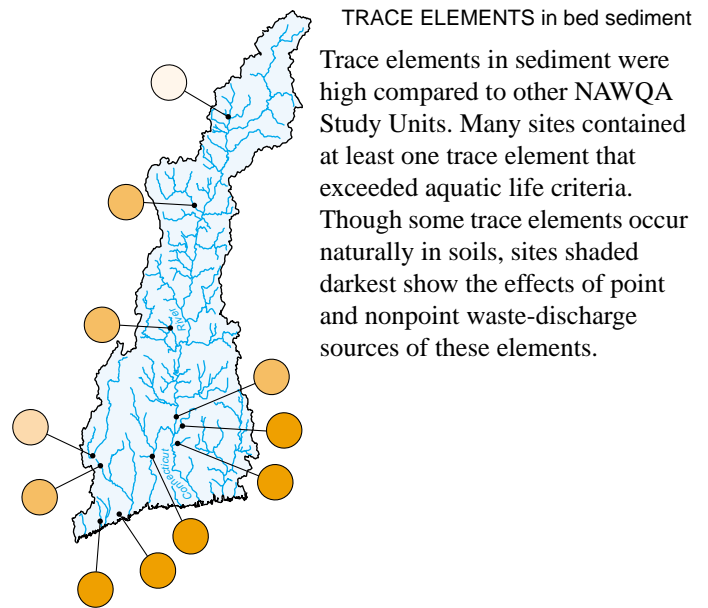 TRACE ELEMENTS in bed sediment
Trace elements in sediment were
high compared to other NAWQA
Study Units. Many sites contained
at least one trace element that
exceeded aquatic life criteria.
Though some trace elements occur
naturally in soils, sites shaded
darkest show the effects of point
and nonpoint waste-discharge
sources of these elements.
River
Connecticut